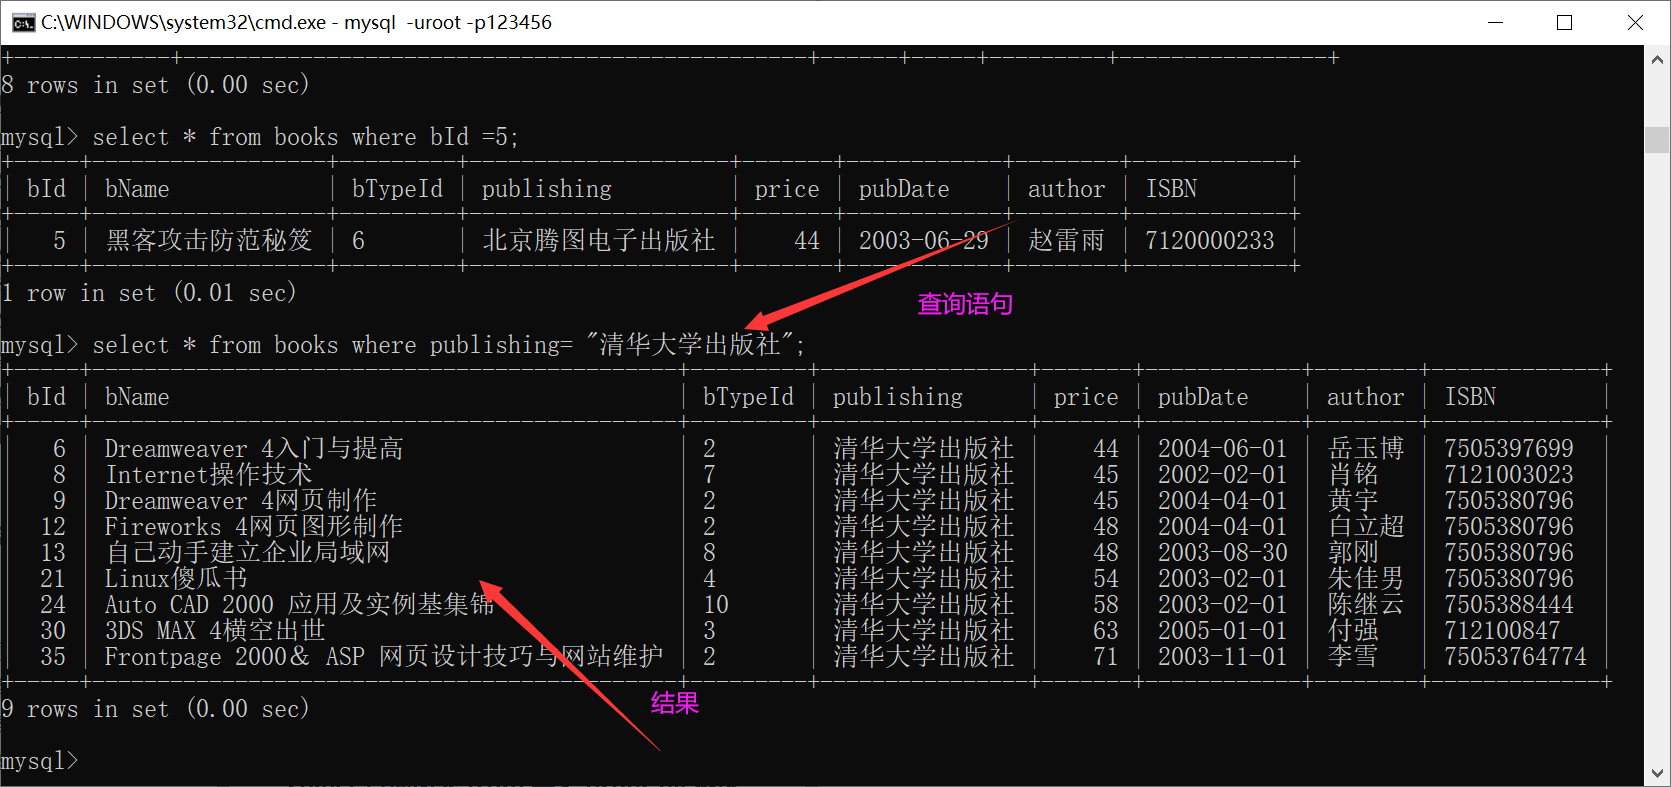 C:\WINDOWS\system32\cmd.exe - mysql  -uroot -p123456
8 rows in set (0.00 sec)
mysql> select * from books where bId =5;
| bId | bName | bTypeId | publishing | price | pubDate | author | ISBN |
| 5 | 黑客攻击防范秘笈 | 6 | 北京腾图电子出版社 | 44 | 2003-06-29 | 赵雷雨 | 7120000233 |
1 row in set (0.01 sec)
查询语句
mysql> select * from books where publishing= "清华大学出版社";
| bId | bName | bTypeId | publishing | price | pubDate | author | ISBN |
| 6 | Dreamweaver 4入门与提高 | 2 | 清华大学出版社 | 44 | 2004-06-01 | 岳玉博 | 7505397699 |
| 8 | Internet操作技术 | 7 | 清华大学出版社 | 45 | 2002-02-01 | 肖铭 | 7121003023 |
| 9 | Dreamweaver 4网页制作 | 2 | 清华大学出版社 | 45 | 2004-04-01 | 黄宇 | 7505380796 |
| 12 | Fireworks 4网页图形制作 | 2 | 清华大学出版社 | 48 | 2004-04-01 | 白立超 | 7505380796 |
| 13 | 自己动手建立企业局域网 | 8 | 清华大学出版社 | 48 | 2003-08-30 | 郭刚 | 7505380796 |
| 21 | Linux傻瓜书 | 4 | 清华大学出版社 | 54 | 2003-02-01 | 朱佳男 | 7505380796 |
| 24 | Auto CAD 2000 应用及实例基集锦 | 10 | 清华大学出版社 | 58 | 2003-02-01 | 陈继云 | 7505388444 |
| 30 | 3DS MAX 4横空出世 | 3 | 清华大学出版社 | 63 | 2005-01-01 | 付强 | 712100847 |
| 35 | Frontpage 2000＆ ASP 网页设计技巧与网站维护 | 2 | 清华大学出版社 | 71 | 2003-11-01 | 李雪 | 75053764774 |
结果
9 rows in set (0.00 sec)
mysql>